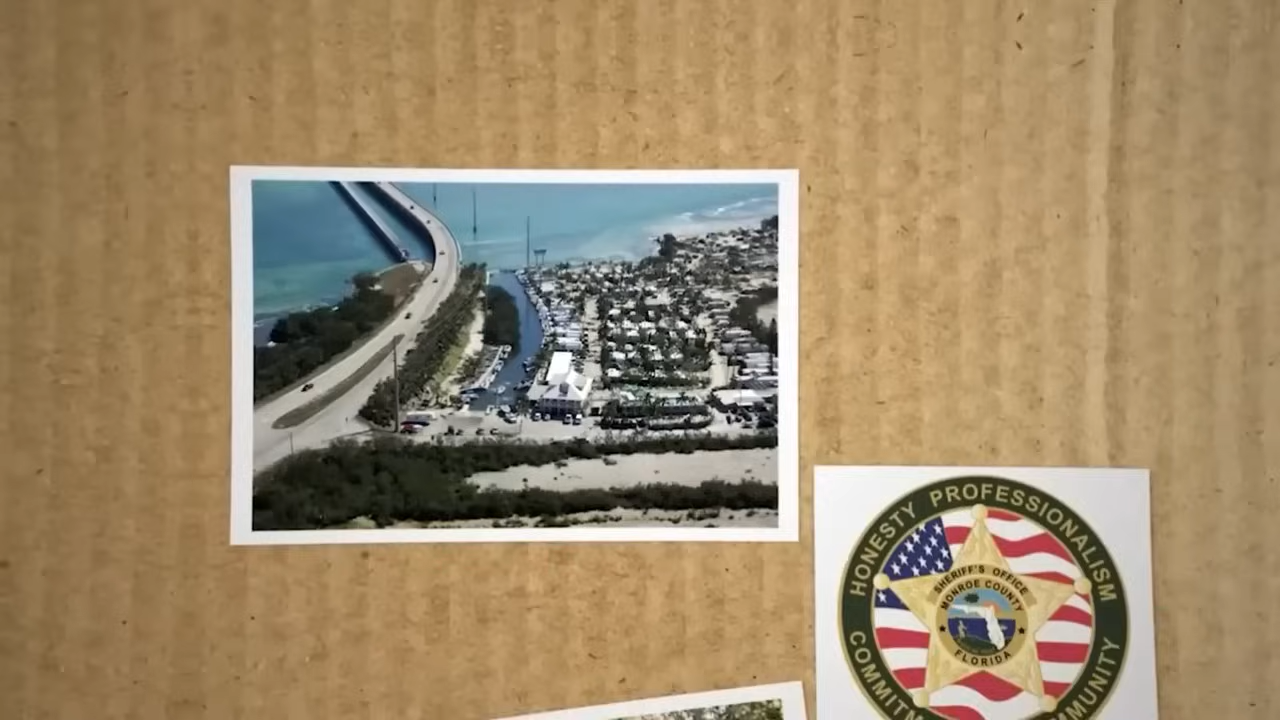 HONESTY PROFESSIONALISM
SHERIFF'S OFFICE
MONROE COUNTY
FLORIDA